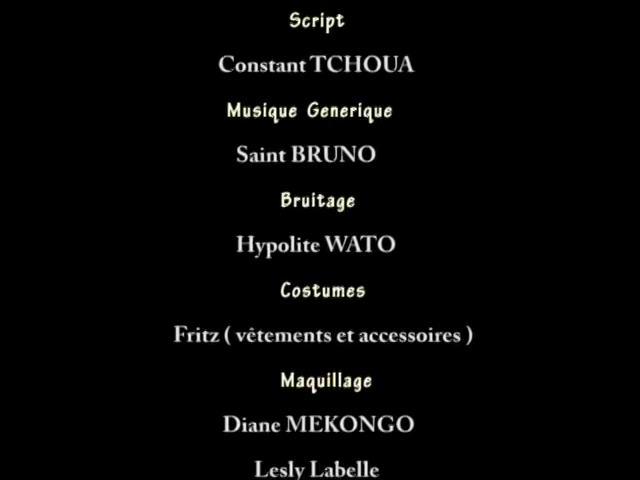 Script
Constant TCHOUA
Musique Generique
Saint BRUNO
Bruitage
Hypolite WATO
Costumes
Fritz ( vêtements et accessoires )
Maquillage
Diane MEKONGO
Lesly Labelle